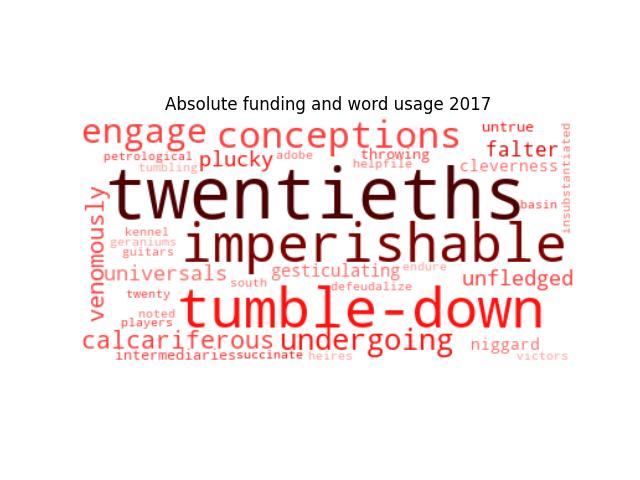 Absolute funding and word usage 2017
engage
conceptions
untrue
insubstantiated
petrological
plucky
adobe
throwing
falter
tumbling
helpfile
cleverness
twentieths
venomously
basin
kennel
imperishable
geraniums
guitars
universals
gesticulating
endure
south
defeudalize
unfledged
twenty
tumble-down
noted
players
calcariferous
undergoing
niggard
intermediaries
succinate
heires
victors